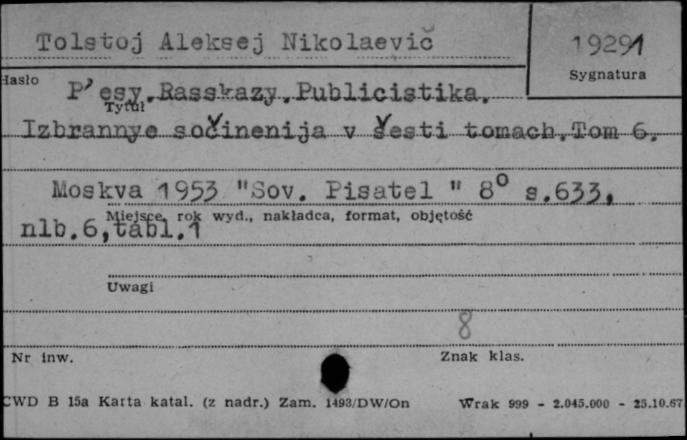 Tolstoj Aleksej Nikolaevič
19291
Hasło
Sygnatura
P'esy.Rasskazy.Publicistika.
Tytuł
Izbrannye sočinenija v šesti tomach.Tom 6.
Moskva 1953 "Sov. Pisatel " 8° s.633,
Miejsce, rok wyd., nakładca, format, objętość
nlb.6,tabl.1
Uwagi
8
Nr inw.
Znak klas.
CWD B 15a Karta katal. (z nadr.) Zam. 1493/DW/On
Wrak 999 - 2.045.000 - 25.10.67